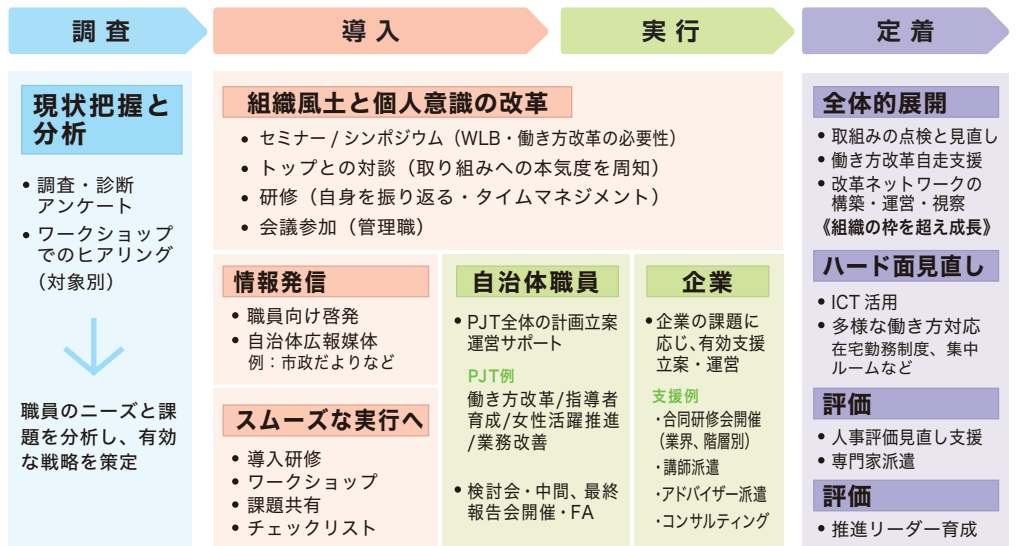 調査
導入
実行
定着
現状把握と
分析
• 調査・診断
アンケート
• ワークショップ
でのヒアリング
(対象別)
職員のニーズと課
題を分析し、有効
な戦略を策定
組織風土と個人意識の改革
• セミナー / シンポジウム（WLB・働き方改革の必要性）
• トップとの対談（取り組みへの本気度を周知）
• 研修（自身を振り返る・タイムマネジメント）
• 会議参加（管理職）
情報発信
• 職員向け啓発
• 自治体広報媒体
例：市政だよりなど
スムーズな実行へ
• 導入研修
• ワークショップ
• 課題共有
• チェックリスト
自治体職員
• PJT全体の計画立案
運営サポート
PJT例
働き方改革/指導者
育成/女性活躍推進
/業務改善
• 検討会・中間、最終
報告会開催・FA
企業
• 企業の課題に
応じ、有効支援
立案・運営
支援例
・合同研修会開催
（業界、階層別）
・講師派遣
・アドバイザー派遣
・コンサルティング
全体的展開
• 取組みの点検と見直し
• 働き方改革自走支援
• 改革ネットワークの
構築・運営・視察
《組織の枠を超え成長》
ハード面見直し
• ICT 活用
• 多様な働き方対応
在宅勤務制度、集中
ルームなど
評価
• 人事評価見直し支援
• 専門家派遣
評価
• 推進リーダー育成